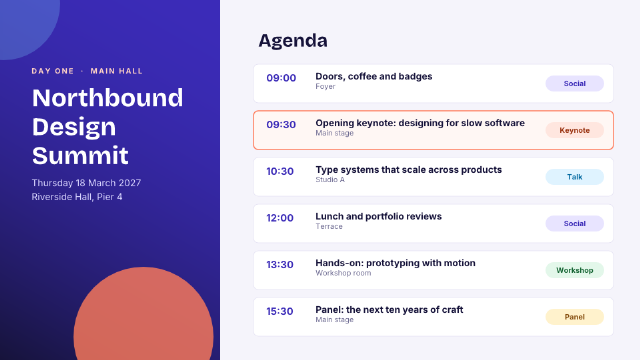 DAY ONE · MAIN HALL
Northbound
Design
Summit
Thursday 18 March 2027
Riverside Hall, Pier 4
Agenda
09:00 Doors, coffee and badges Social
Foyer
09:30 Opening keynote: designing for slow software Keynote
Main stage
10:30 Type systems that scale across products Talk
Studio A
12:00 Lunch and portfolio reviews Social
Terrace
13:30 Hands-on: prototyping with motion Workshop
Workshop room
15:30 Panel: the next ten years of craft Panel
Main stage